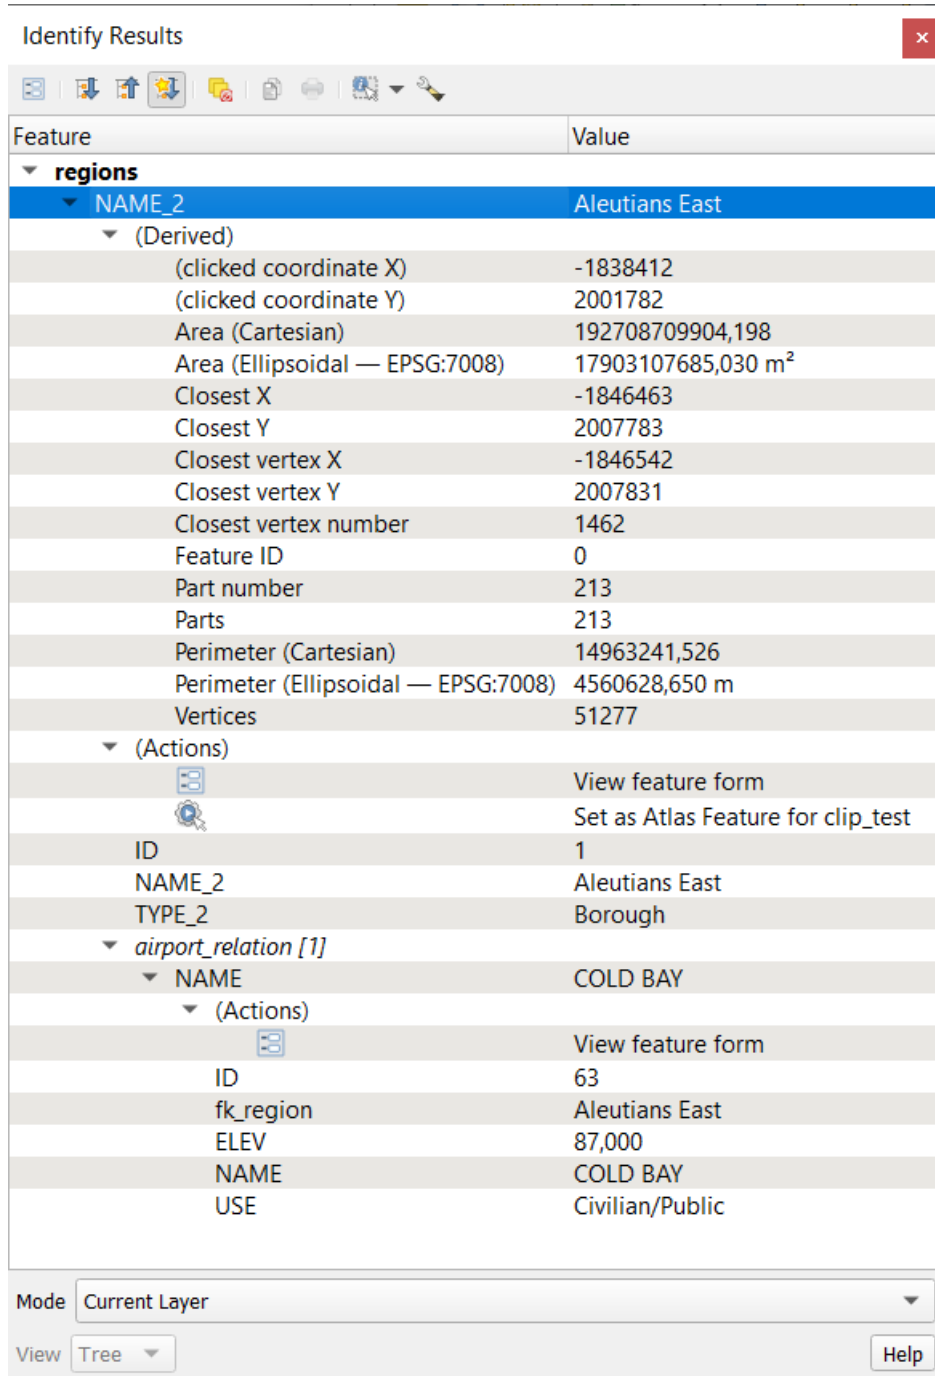 Identify Results
Feature Value
regions
NAME_2 Aleutians East
(Derived)
(clicked coordinate X) -1838412
(clicked coordinate Y) 2001782
Area (Cartesian) 192708709904,198
Area (Ellipsoidal — EPSG:7008) 17903107685,030 m²
Closest X -1846463
Closest Y 2007783
Closest vertex X -1846542
Closest vertex Y 2007831
Closest vertex number 1462
Feature ID 0
Part number 213
Parts 213
Perimeter (Cartesian) 14963241,526
Perimeter (Ellipsoidal — EPSG:7008) 4560628,650 m
Vertices 51277
(Actions)
View feature form
Set as Atlas Feature for clip_test
ID 1
NAME_2 Aleutians East
TYPE_2 Borough
airport_relation [1]
NAME COLD BAY
(Actions)
View feature form
ID 63
fk_region Aleutians East
ELEV 87,000
NAME COLD BAY
USE Civilian/Public
Mode Current Layer
View Tree Help